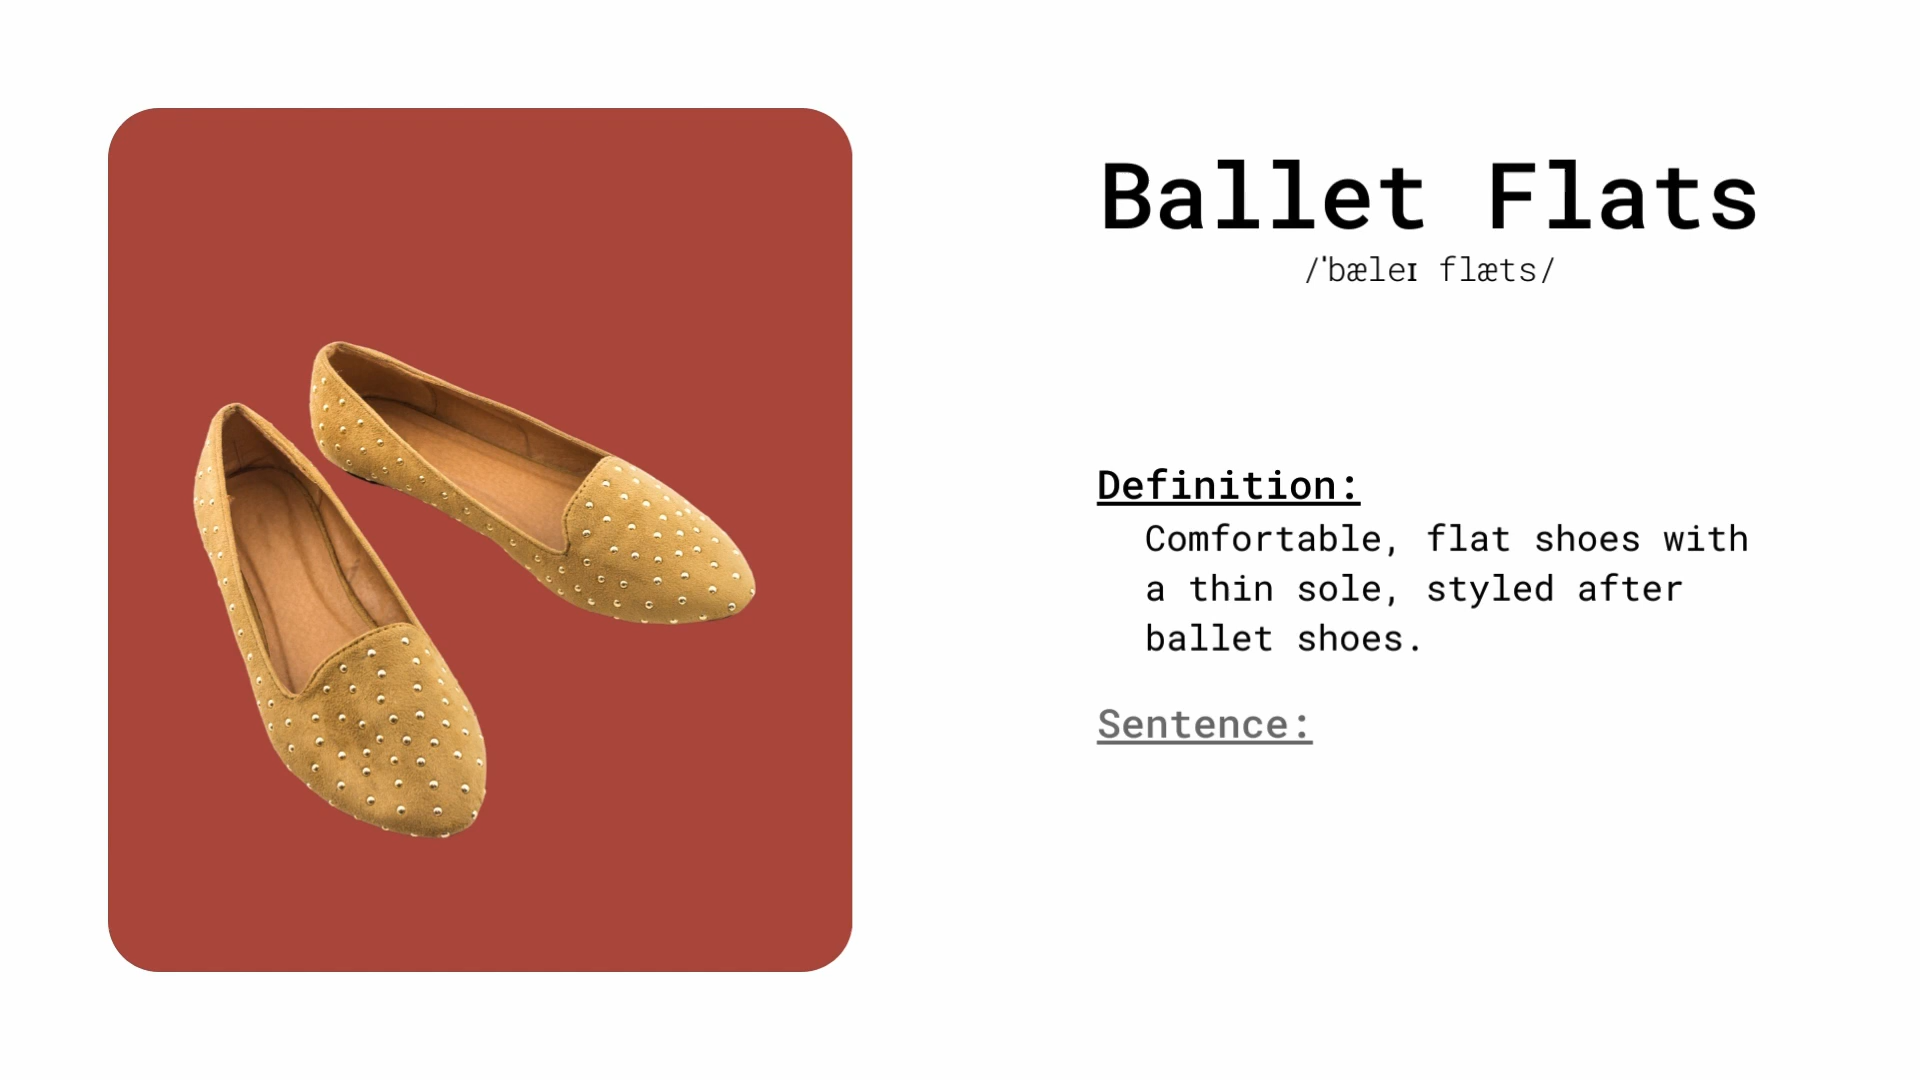 Ballet Flats
/ˈbæleɪ flæts/
Definition:
Comfortable, flat shoes with
a thin sole, styled after
ballet shoes.
Sentence: